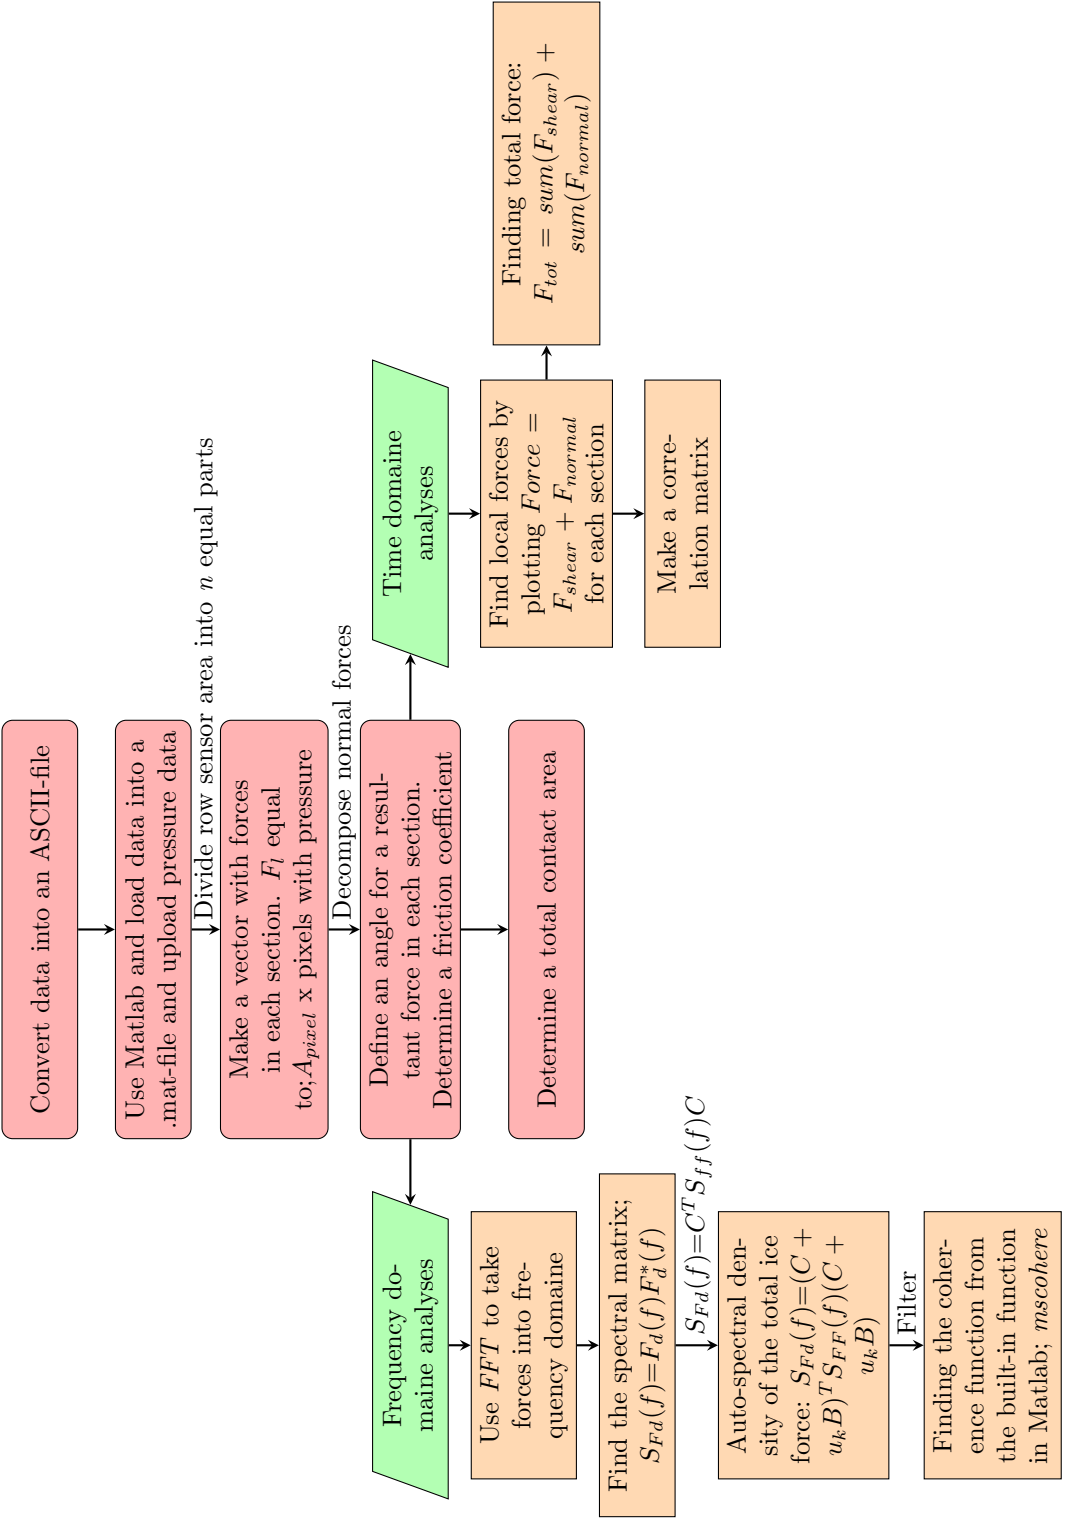 Convert data into an ASCII-file
Use Matlab and load data into a
.mat-file and upload pressure data
Divide row sensor area into n equal parts
Make a vector with forces
in each section. F_l equal
to;A_pixel x pixels with pressure
Decompose normal forces
Define an angle for a resul-
tant force in each section.
Determine a friction coefficient
Determine a total contact area
Frequency do-
maine analyses
Use FFT to take
forces into fre-
quency domaine
Find the spectral matrix;
S_Fd(f)=F_d(f)F_d^*(f)
S_Fd(f)=C^T S_ff(f)C
Auto-spectral den-
sity of the total ice
force: S_Fd(f)=(C +
u_kB)^T S_FF(f)(C +
u_kB)
Filter
Finding the coher-
ence function from
the built-in function
in Matlab; mscohere
Time domaine
analyses
Find local forces by
plotting Force =
F_shear + F_normal
for each section
Make a corre-
lation matrix
Finding total force:
F_tot = sum(F_shear) +
sum(F_normal)